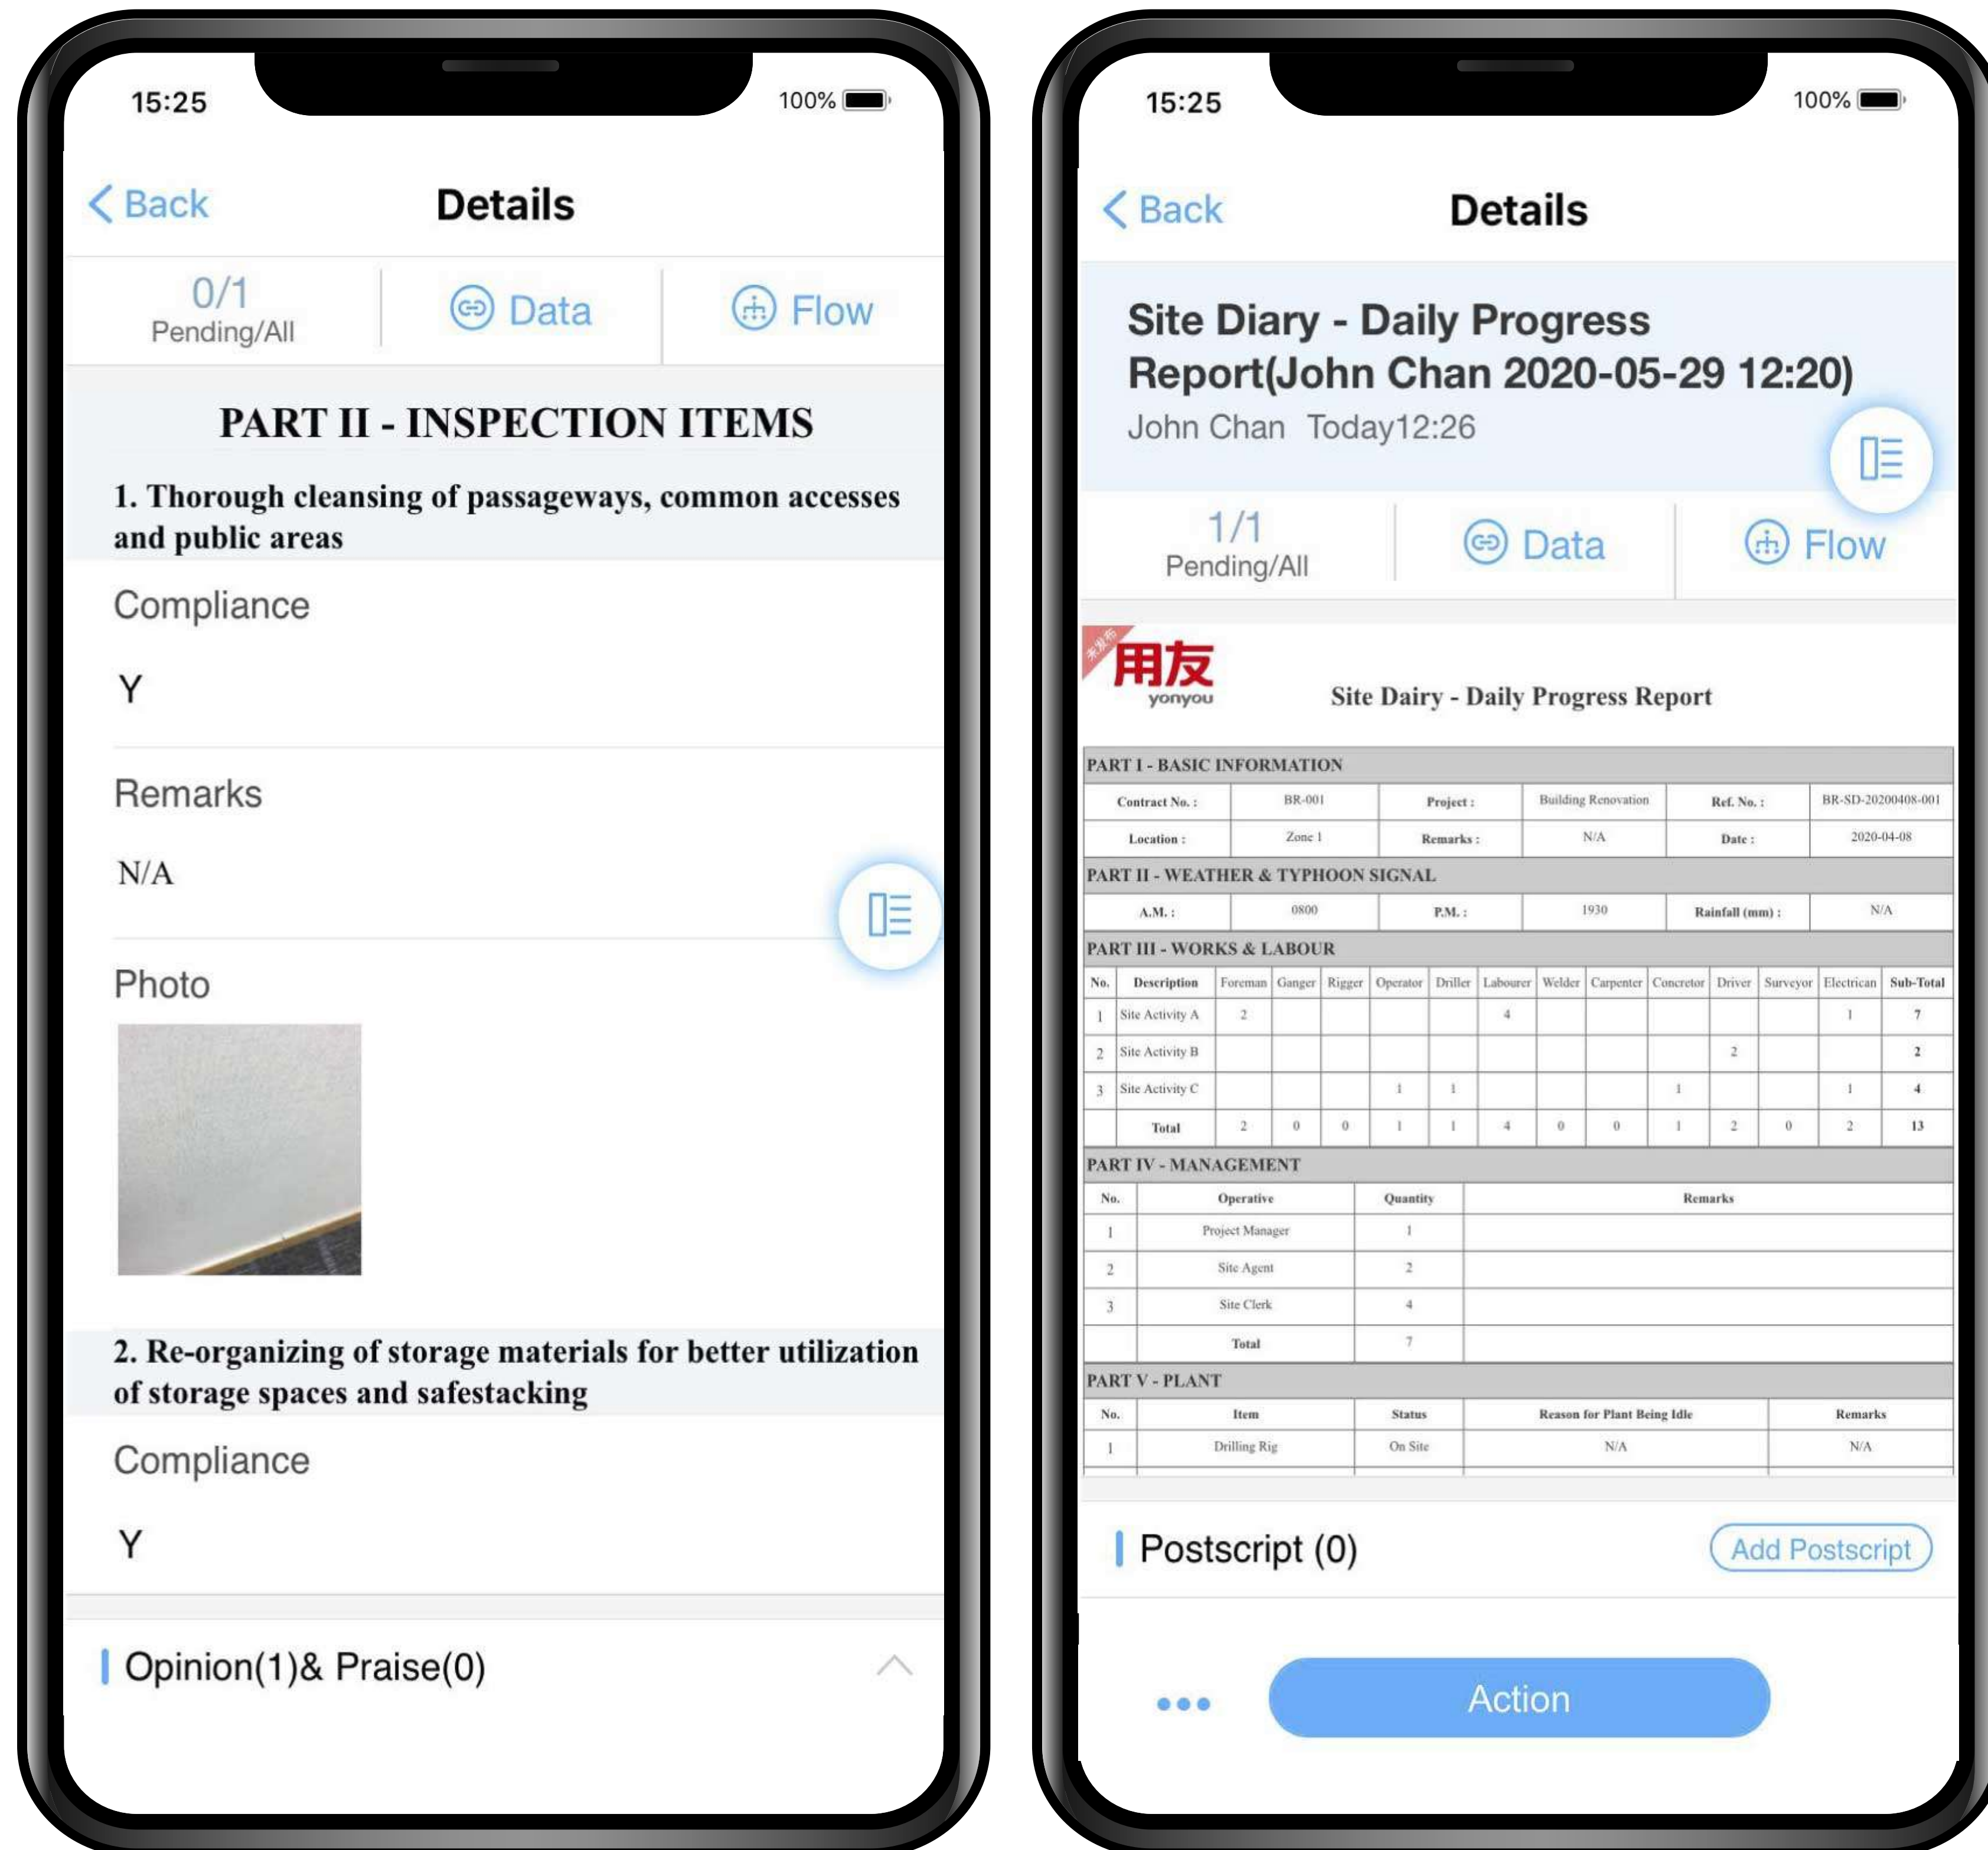 15:25
100%
Back
Details
0/1
Pending/All
Data
Flow
PART II - INSPECTION ITEMS
1. Thorough cleansing of passageways, common accesses
and public areas
Compliance
Y
Remarks
N/A
Photo
2. Re-organizing of storage materials for better utilization
of storage spaces and safestacking
Compliance
Y
Opinion(1)& Praise(0)
15:25
100%
Back
Details
Site Diary - Daily Progress
Report(John Chan 2020-05-29 12:20)
John Chan Today12:26
1/1
Pending/All
Data
Flow
未发布
用友
yonyou
Site Dairy - Daily Progress Report
PART I - BASIC INFORMATION
Contract No. : BR-001 Project : Building Renovation Ref. No. : BR-SD-20200408-001
Location : Zone 1 Remarks : N/A Date : 2020-04-08
PART II - WEATHER & TYPHOON SIGNAL
A.M. : 0800 P.M. : 1930 Rainfall (mm) : N/A
PART III - WORKS & LABOUR
No. Description Foreman Ganger Rigger Operator Driller Labourer Welder Carpenter Concretor Driver Surveyor Electrican Sub-Total
1 Site Activity A 2 4 1 7
2 Site Activity B 2 2
3 Site Activity C 1 1 1 1 4
Total 2 0 0 1 1 4 0 0 1 2 0 2 13
PART IV - MANAGEMENT
No. Operative Quantity Remarks
1 Project Manager 1
2 Site Agent 2
3 Site Clerk 4
Total 7
PART V - PLANT
No. Item Status Reason for Plant Being Idle Remarks
1 Drilling Rig On Site N/A N/A
Postscript (0)
Add Postscript
Action